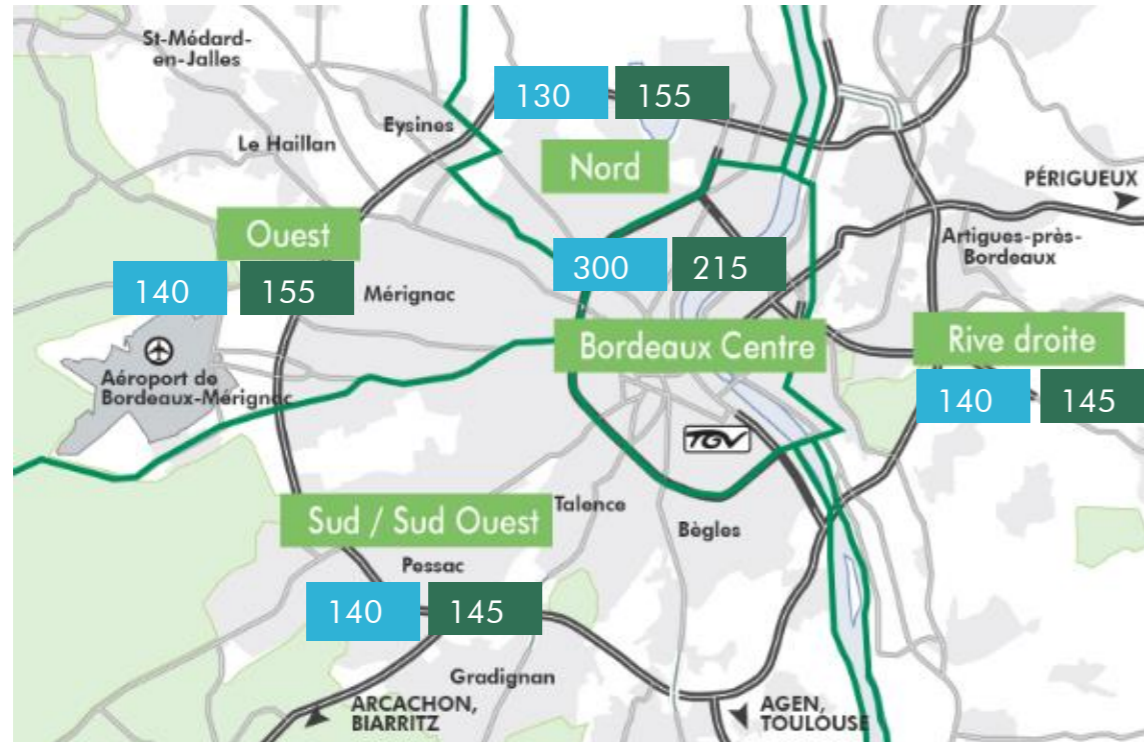 St-Médard-
en-Jalles
130
155
Eysines
Le Haillan
Nord
PÉRIGUEUX
Ouest
Artigues-près-
Bordeaux
300
215
140
155
Mérignac
Bordeaux Centre
Rive droite
Aéroport de
Bordeaux-Mérignac
140
145
TGV
Talence
Sud / Sud Ouest
Bègles
Pessac
140
145
Gradignan
ARCACHON,
BIARRITZ
AGEN,
TOULOUSE